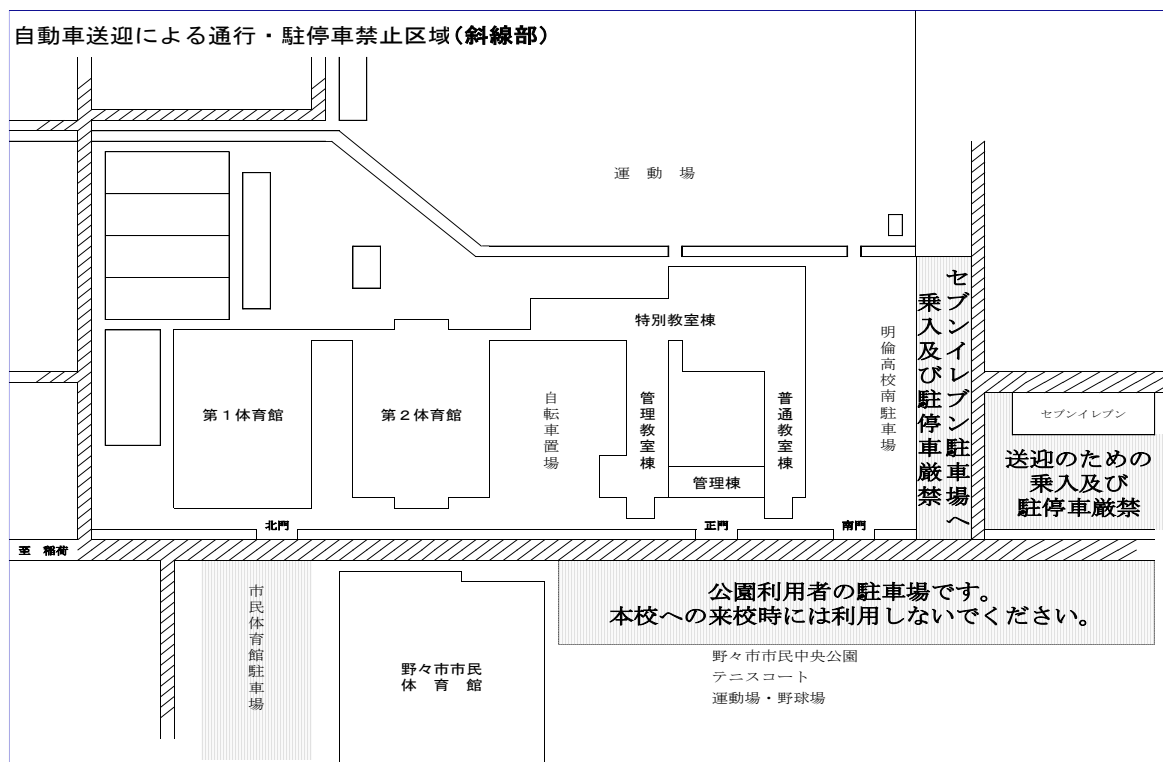 自動車送迎による通行・駐停車禁止区域(斜線部)
運 動 場
特別教室棟
明倫高校南駐車場
セブンイレブン駐車場へ
乗入及び駐停車厳禁
セブンイレブン
送迎のための
乗入及び
駐停車厳禁
第1体育館
第2体育館
自転車置場
管理教室棟
普通教室棟
管理棟
北門
正門
南門
至 稲荷
市民体育館駐車場
野々市市民
体 育 館
公園利用者の駐車場です。
本校への来校時には利用しないでください。
野々市市民中央公園
テニスコート
運動場・野球場